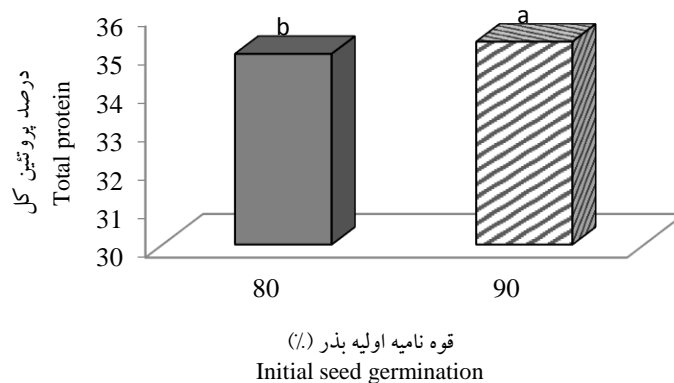 36
35
34
33
32
31
30
درصد پروتئین کل
Total protein
b
a
80
90
قوه نامیه اولیه بذر (٪)
Initial seed germination